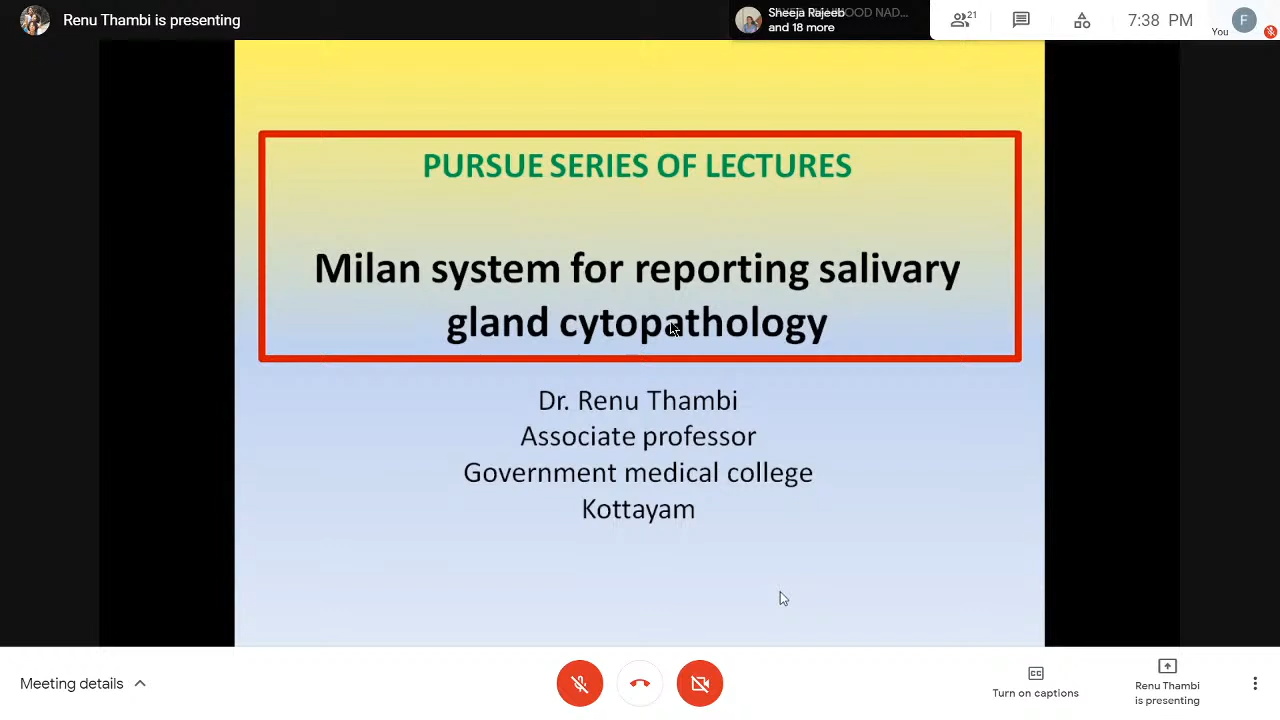 Renu Thambi is presenting
Sheeja Rajeeb
and 18 more
21
7:38 PM
You
F
PURSUE SERIES OF LECTURES
Milan system for reporting salivary
gland cytopathology
Dr. Renu Thambi
Associate professor
Government medical college
Kottayam
Meeting details
CC
Turn on captions
Renu Thambi
is presenting